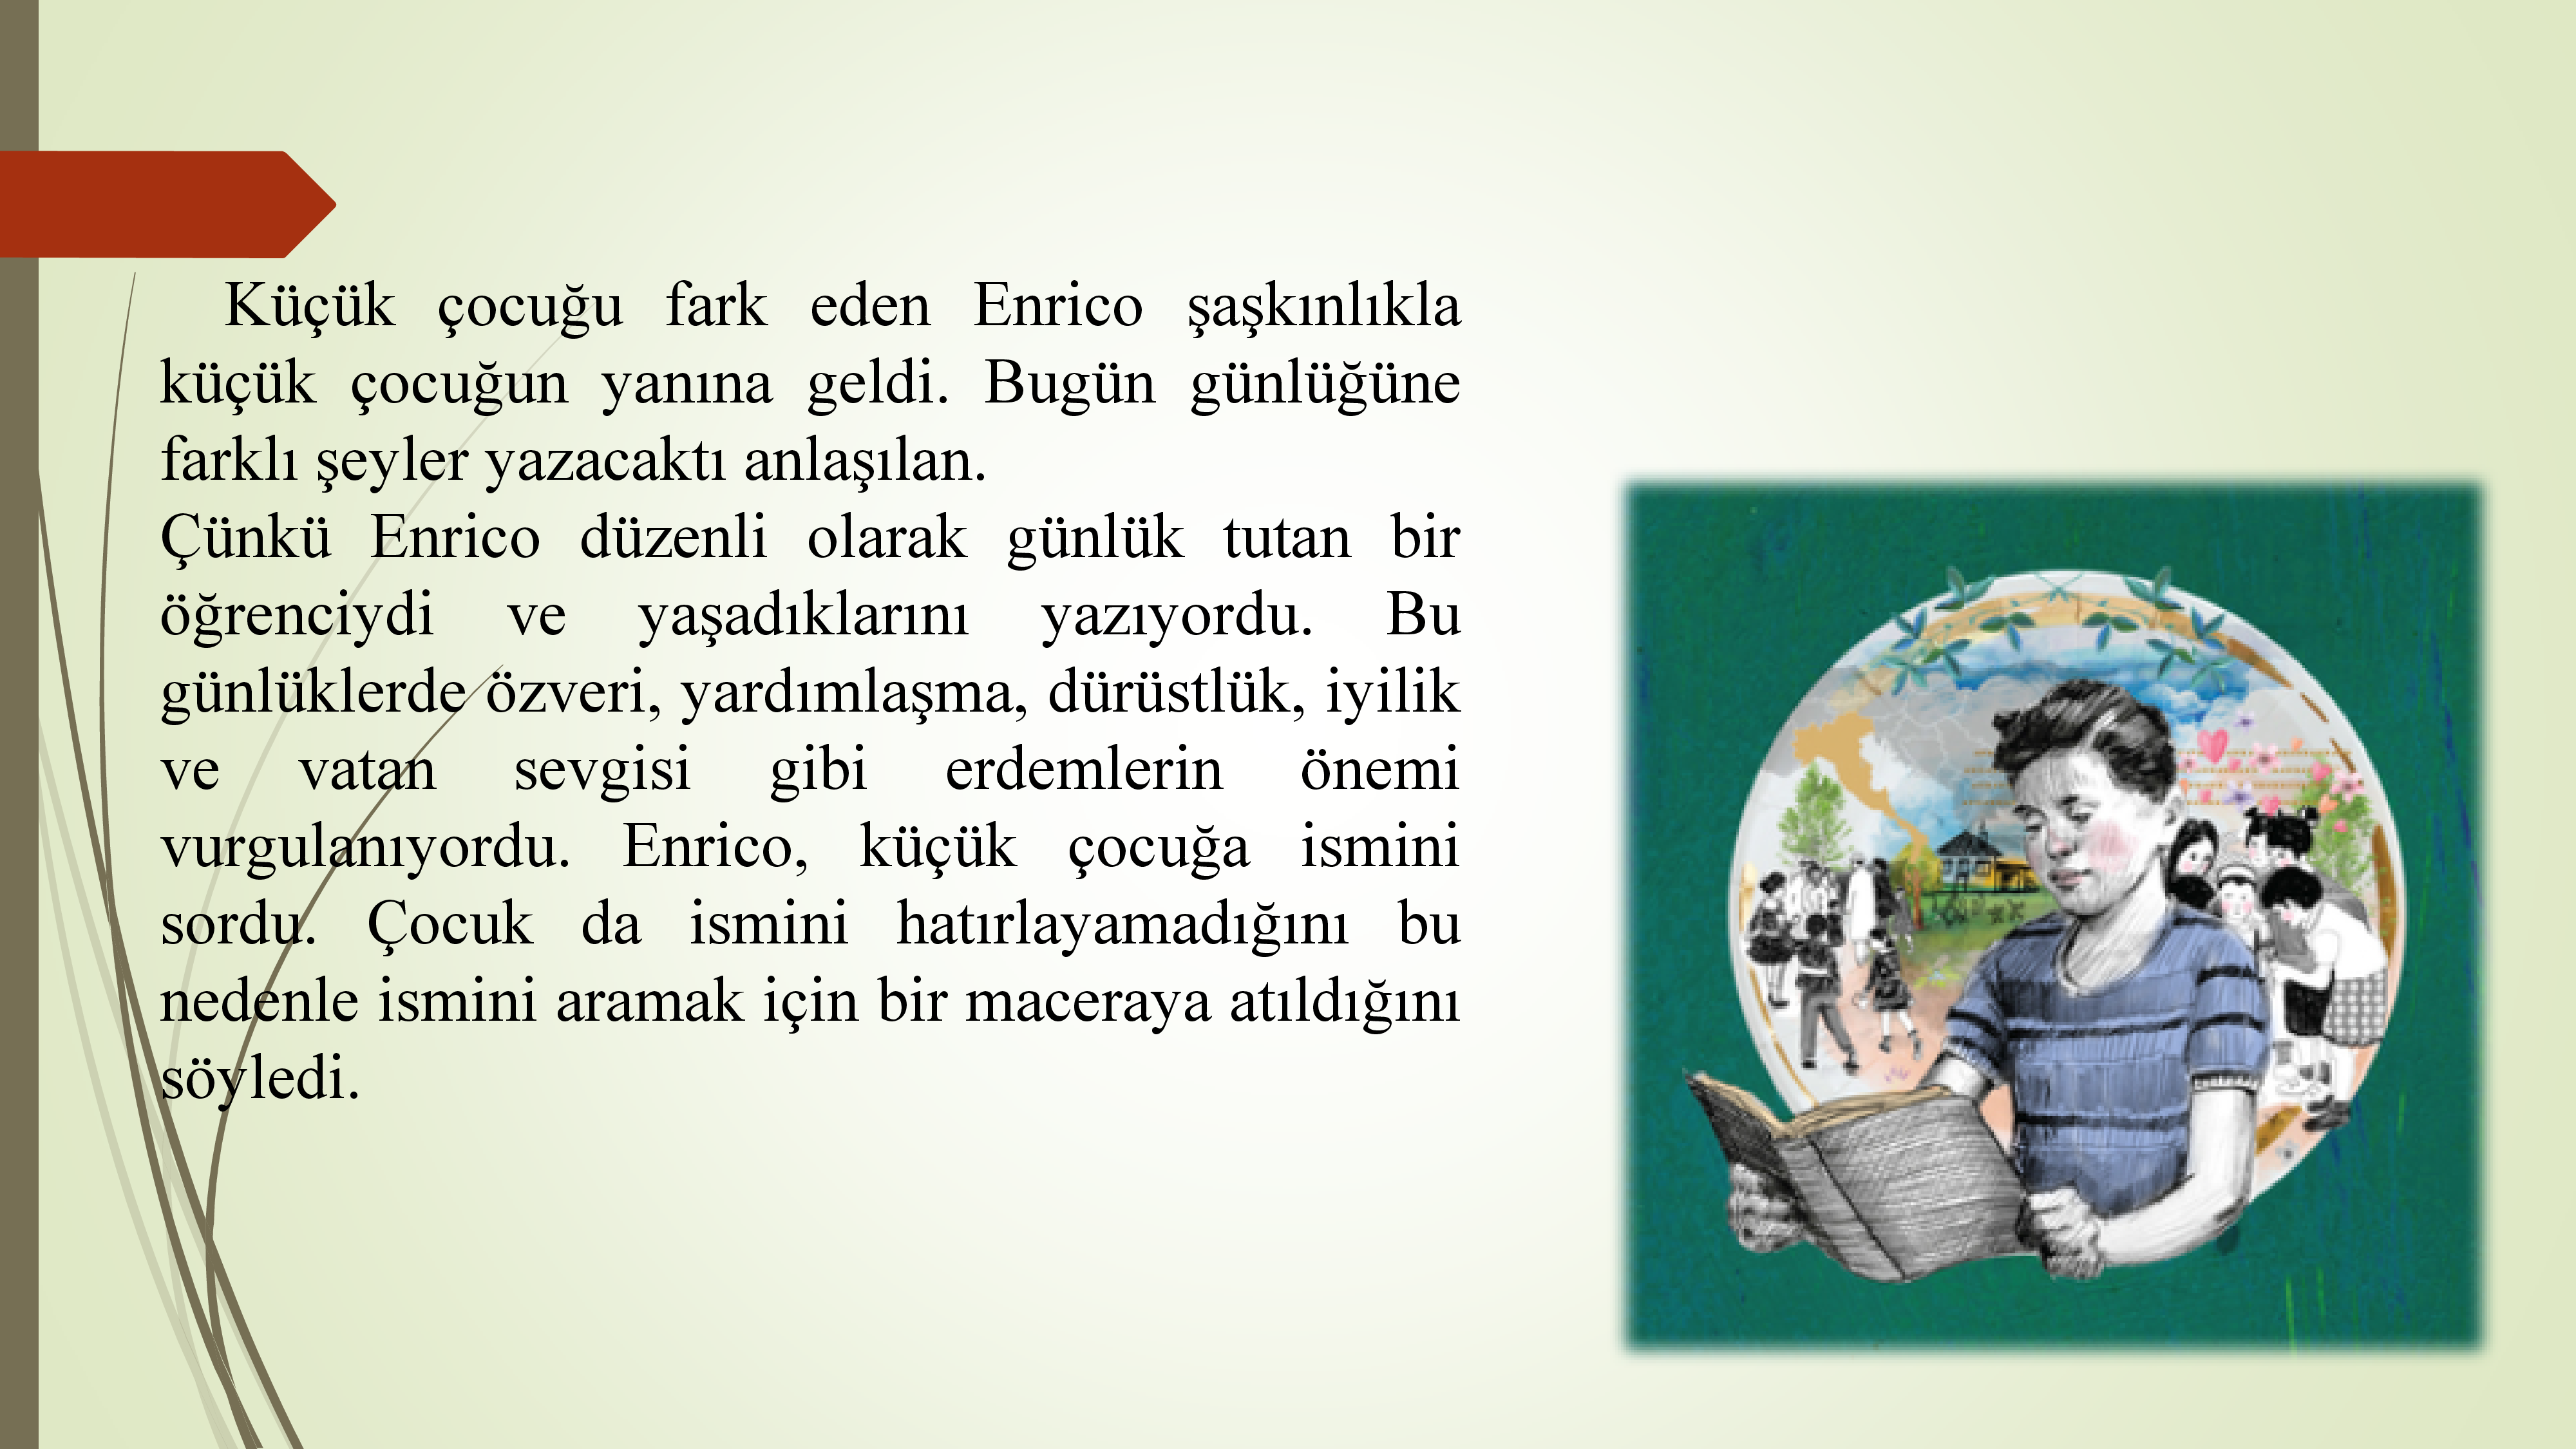 Küçük çocuğu fark eden Enrico şaşkınlıkla
küçük çocuğun yanına geldi. Bugün günlüğüne
farklı şeyler yazacaktı anlaşılan.
Çünkü Enrico düzenli olarak günlük tutan bir
öğrenciydi ve yaşadıklarını yazıyordu. Bu
günlüklerde özveri, yardımlaşma, dürüstlük, iyilik
ve vatan sevgisi gibi erdemlerin önemi
vurgulanıyordu. Enrico, küçük çocuğa ismini
sordu. Çocuk da ismini hatırlayamadığını bu
nedenle ismini aramak için bir maceraya atıldığını
söyledi.